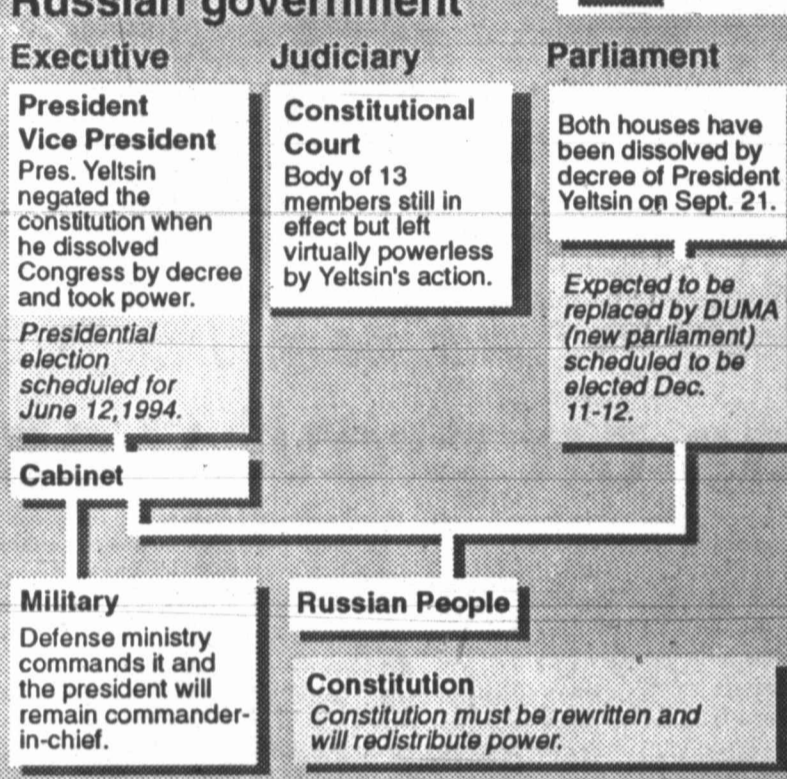 Russian government
Executive
President
Vice President
Pres. Yeltsin
negated the
constitution when
he dissolved
Congress by decree
and took power.
Presidential
election
scheduled for
June 12,1994.
Cabinet
Military
Defense ministry
commands it and
the president will
remain commander-
in-chief.
Judiciary
Constitutional
Court
Body of 13
members still in
effect but left
virtually powerless
by Yeltsin's action.
Parliament
Both houses have
been dissolved by
decree of President
Yeltsin on Sept. 21.
Expected to be
replaced by DUMA
(new parliament)
scheduled to be
elected Dec.
11-12.
Russian People
Constitution
Constitution must be rewritten and
will redistribute power.